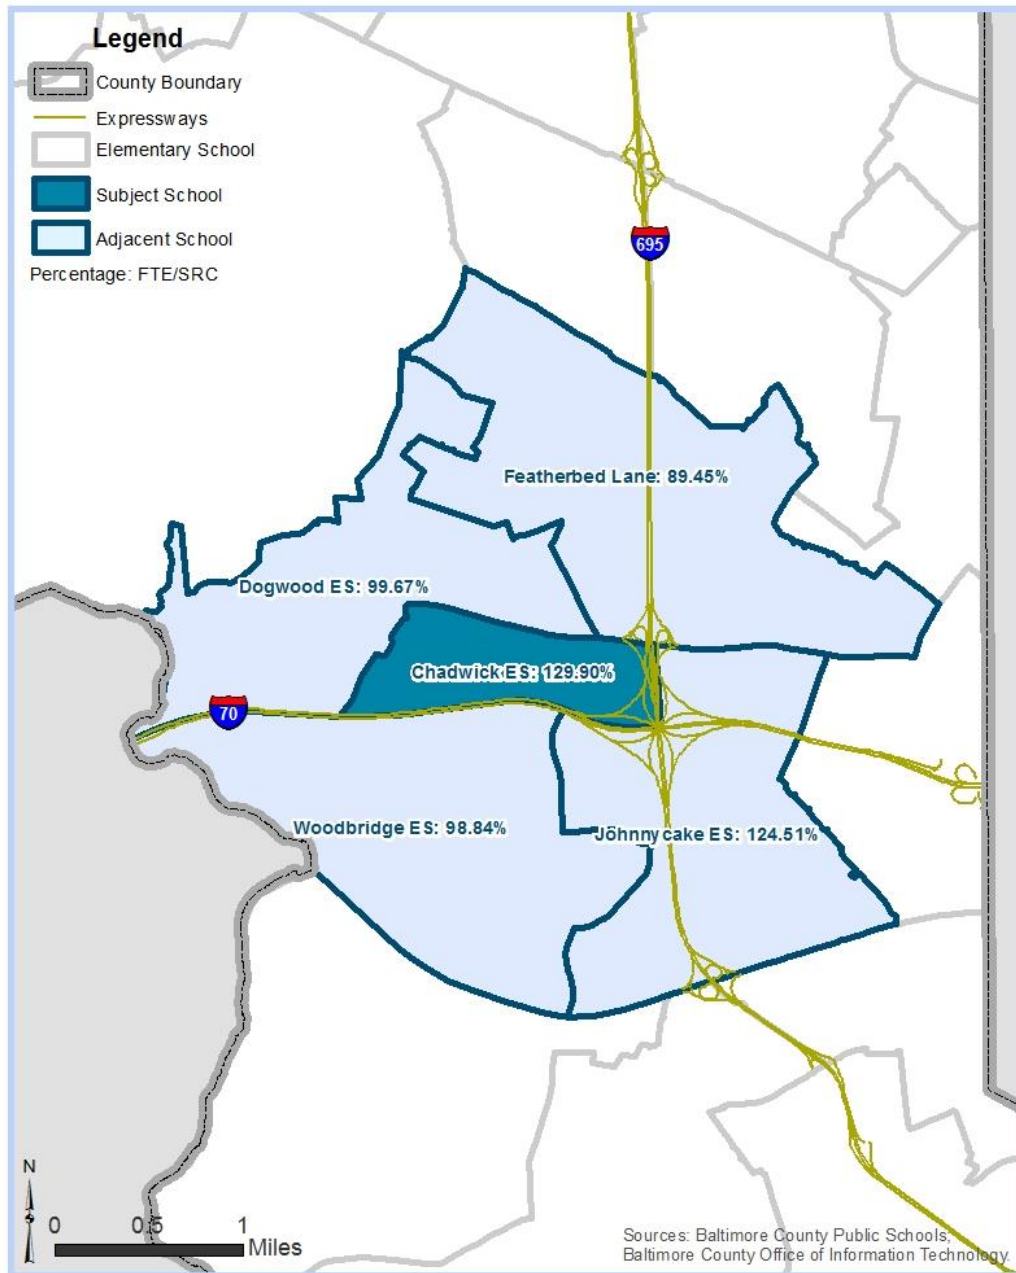 Legend
County Boundary
Expressways
Elementary School
Subject School
Adjacent School
Percentage: FTE/SRC
695
Featherbed Lane: 89.45%
Dogwood ES: 99.67%
Chadwick ES: 129.90%
70
Woodbridge ES: 98.84%
Johnnycake ES: 124.51%
N
0 0.5 1
Miles
Sources: Baltimore County Public Schools;
Baltimore County Office of Information Technology.